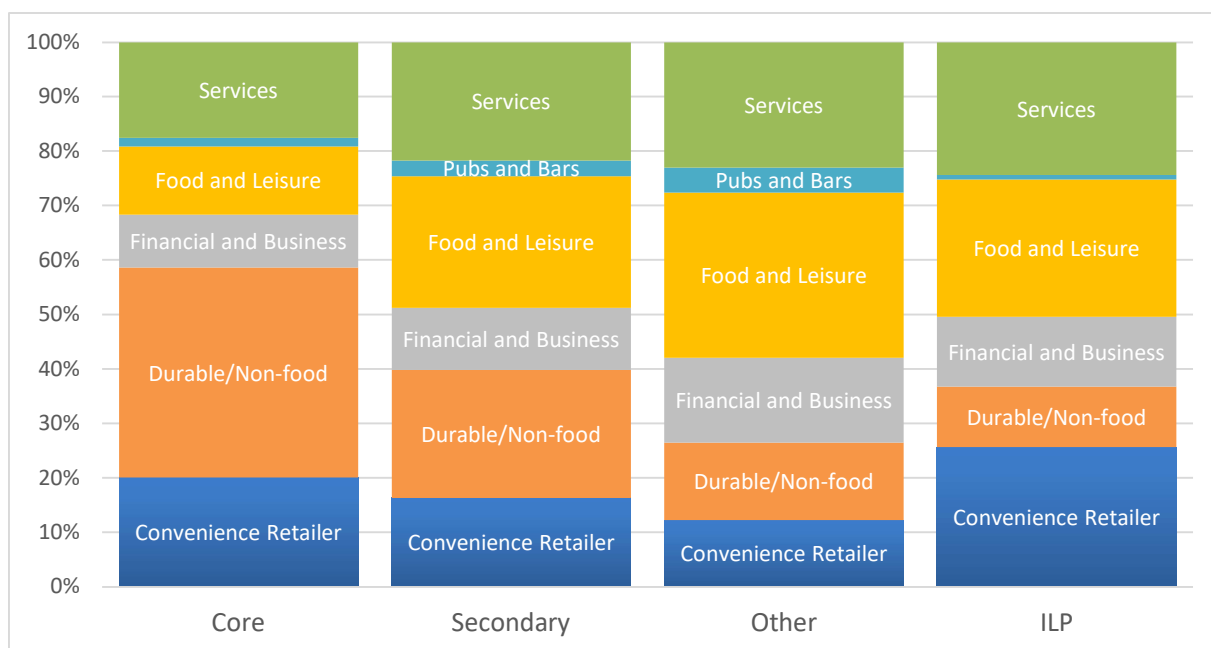 100%
90%
80%
70%
60%
50%
40%
30%
20%
10%
0%
Services
Food and Leisure
Financial and Business
Durable/Non-food
Convenience Retailer
Services
Pubs and Bars
Food and Leisure
Financial and Business
Durable/Non-food
Convenience Retailer
Services
Pubs and Bars
Food and Leisure
Financial and Business
Durable/Non-food
Convenience Retailer
Services
Food and Leisure
Financial and Business
Durable/Non-food
Convenience Retailer
Core
Secondary
Other
ILP